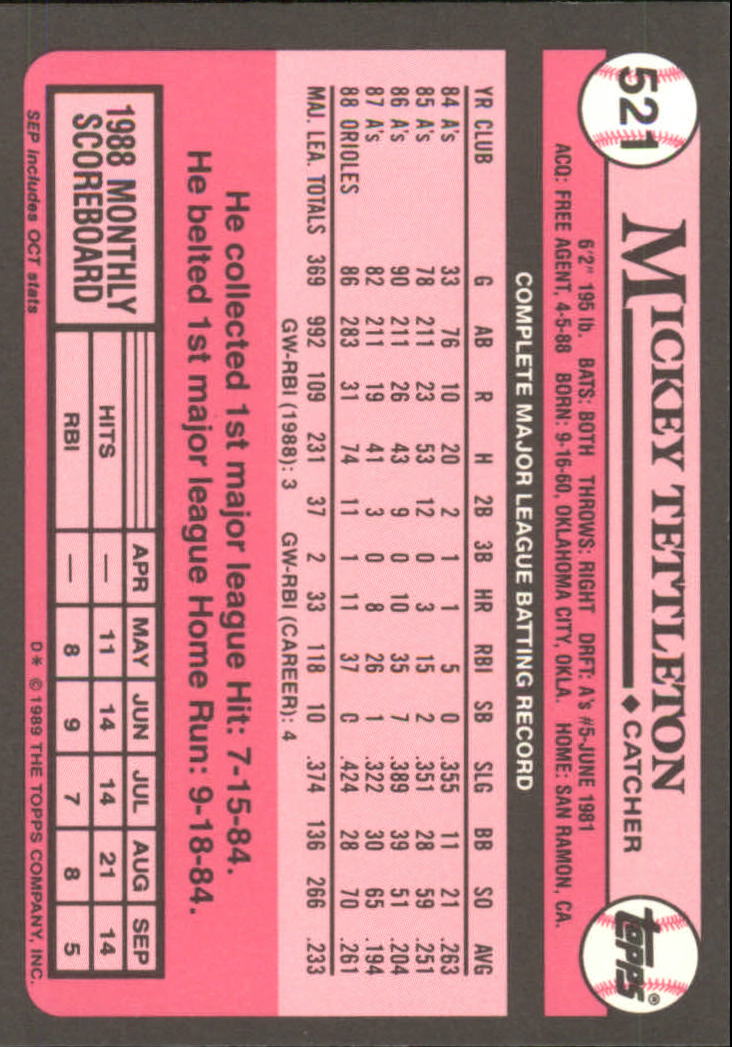 521
MICKEY TETTLETON
◆ CATCHER
topps®
6'2" 195 lb. BATS: BOTH THROWS: RIGHT DRFT: A's #5-JUNE 1981
ACQ: FREE AGENT, 4-5-88 BORN: 9-16-60, OKLAHOMA CITY, OKLA. HOME: SAN RAMON, CA.
COMPLETE MAJOR LEAGUE BATTING RECORD
YR CLUB G AB R H 2B 3B HR RBI SB SLG BB SO AVG
84 A's 33 76 10 20 2 1 1 5 0 .355 11 21 .263
85 A's 78 211 23 53 12 0 3 15 2 .351 28 59 .251
86 A's 90 211 26 43 9 0 10 35 7 .389 39 51 .204
87 A's 82 211 19 41 3 0 8 26 1 .322 30 65 .194
88 ORIOLES 86 283 31 74 11 1 11 37 0 .424 28 70 .261
MAJ. LEA. TOTALS 369 992 109 231 37 2 33 118 10 .374 136 266 .233
GW-RBI (1988): 3 GW-RBI (CAREER): 4
He collected 1st major league Hit: 7-15-84.
He belted 1st major league Home Run: 9-18-84.
1988 MONTHLY
SCOREBOARD
APR MAY JUN JUL AUG SEP
HITS — 11 14 14 21 14
RBI — 8 9 7 8 5
SEP includes OCT stats
D* © 1989 THE TOPPS COMPANY, INC.